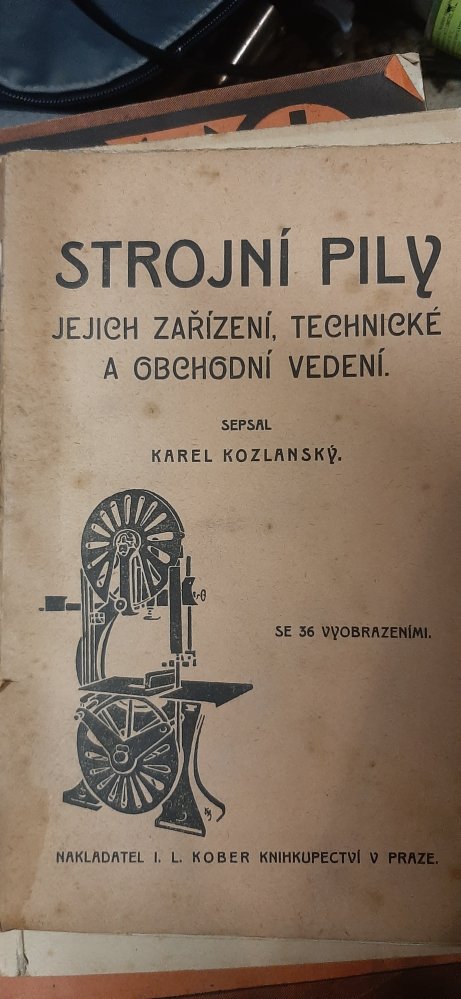 STROJNÍ PILY
JEJICH ZAŘÍZENÍ, TECHNICKÉ
A OBCHODNÍ VEDENÍ.
SEPSAL
KAREL KOZLANSKÝ.
SE 36 VYOBRAZENÍMI.
NAKLADATEL I. L. KOBER KNIHKUPECTVÍ V PRAZE.